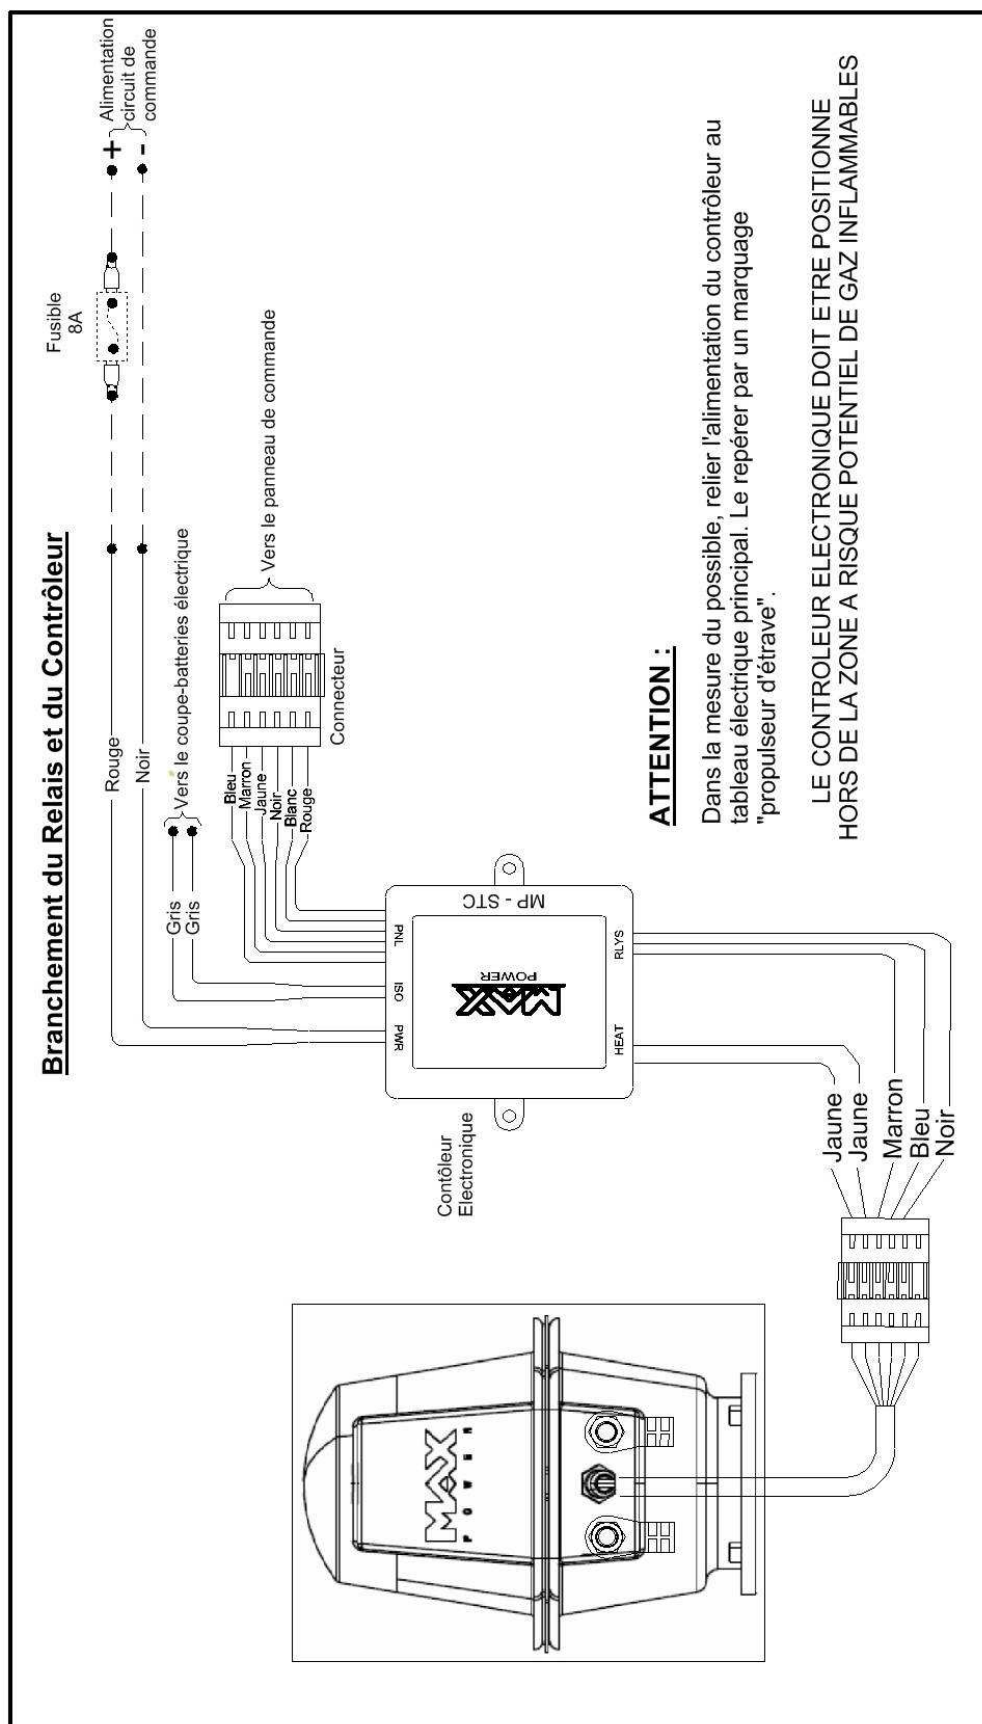 Branchement du Relais et du Contrôleur
Fusible
8A
+
-
Alimentation
circuit de
commande
Rouge
Noir
Gris
Gris
Vers le coupe-batteries électrique
Bleu
Marron
Jaune
Noir
Blanc
Rouge
Vers le panneau de commande
Connecteur
Contôleur
Electronique
PWR
ISO
PNL
MP - STC
MAX
POWER
HEAT
RLYS
Jaune
Jaune
Marron
Bleu
Noir
MAX
POWER
ATTENTION :
Dans la mesure du possible, relier l'alimentation du contrôleur au
tableau électrique principal. Le repérer par un marquage
"propulseur d'étrave".
LE CONTROLEUR ELECTRONIQUE DOIT ETRE POSITIONNE
HORS DE LA ZONE A RISQUE POTENTIEL DE GAZ INFLAMMABLES